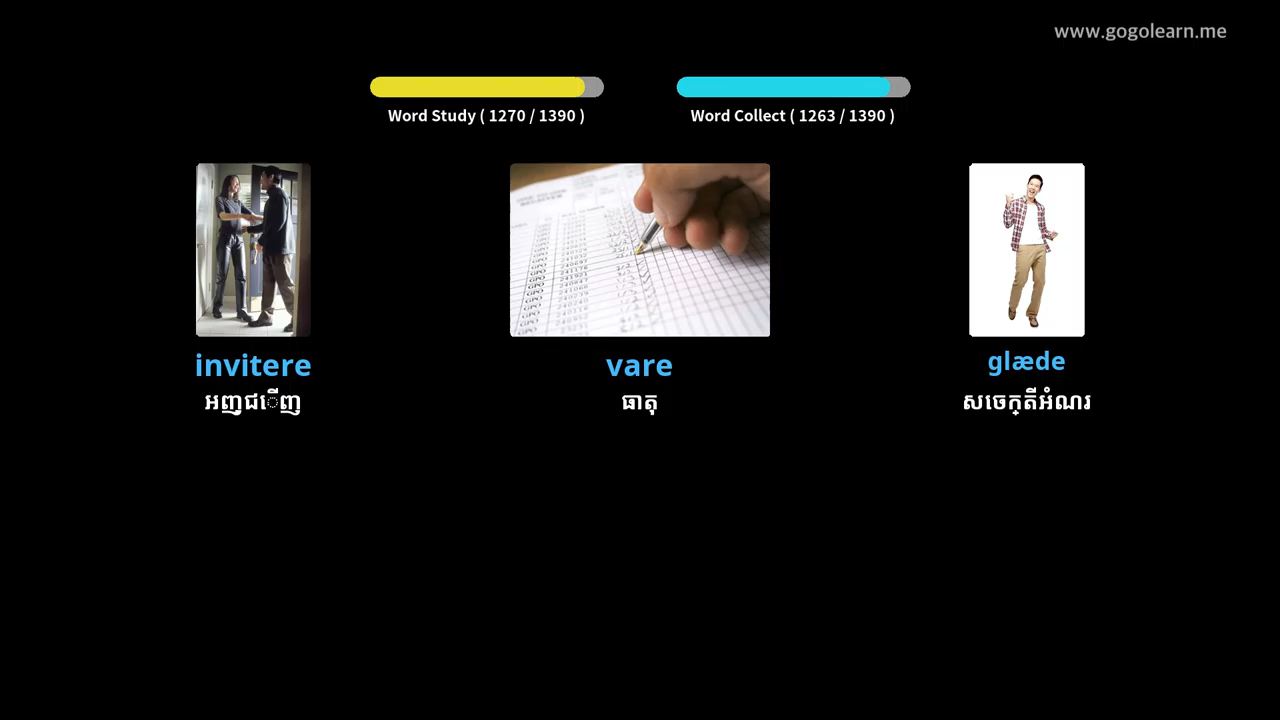 www.gogolearn.me
Word Study ( 1270 / 1390 )
Word Collect ( 1263 / 1390 )
invitere
vare
glæde
អញ្ជើញ
ធាតុ
សចេក្តីអំណរ